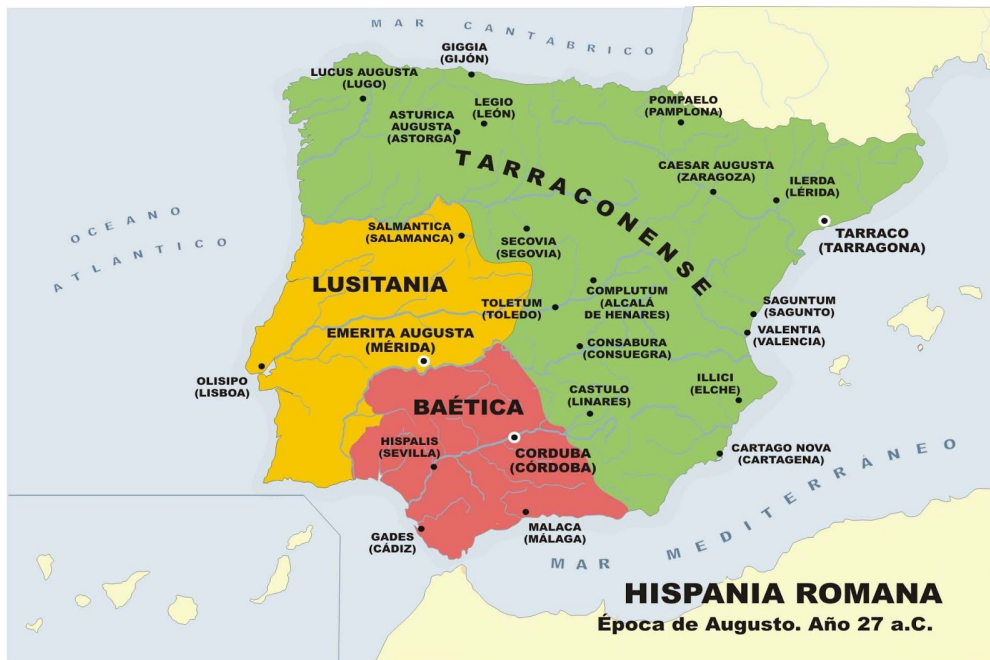 MAR CANTABRICO
GIGGIA
(GIJÓN)
LUCUS AUGUSTA
(LUGO)
LEGIO
(LEÓN)
ASTURICA
AUGUSTA
(ASTORGA)
POMPAELO
(PAMPLONA)
TARRACONENSE
CAESAR AUGUSTA
(ZARAGOZA)
ILERDA
(LÉRIDA)
TARRACO
(TARRAGONA)
OCEANO
ATLANTICO
SALMANTICA
(SALAMANCA)
SECOVIA
(SEGOVIA)
LUSITANIA
COMPLUTUM
(ALCALÁ
DE HENARES)
TOLETUM
(TOLEDO)
SAGUNTUM
(SAGUNTO)
VALENTIA
(VALENCIA)
EMERITA AUGUSTA
(MÉRIDA)
CONSABURA
(CONSUEGRA)
OLISIPO
(LISBOA)
ILLICI
(ELCHE)
CASTULO
(LINARES)
BAÉTICA
HISPALIS
(SEVILLA)
CORDUBA
(CÓRDOBA)
CARTAGO NOVA
(CARTAGENA)
GADES
(CÁDIZ)
MALACA
(MÁLAGA)
MAR MEDITERRÁNEO
HISPANIA ROMANA
Época de Augusto. Año 27 a.C.